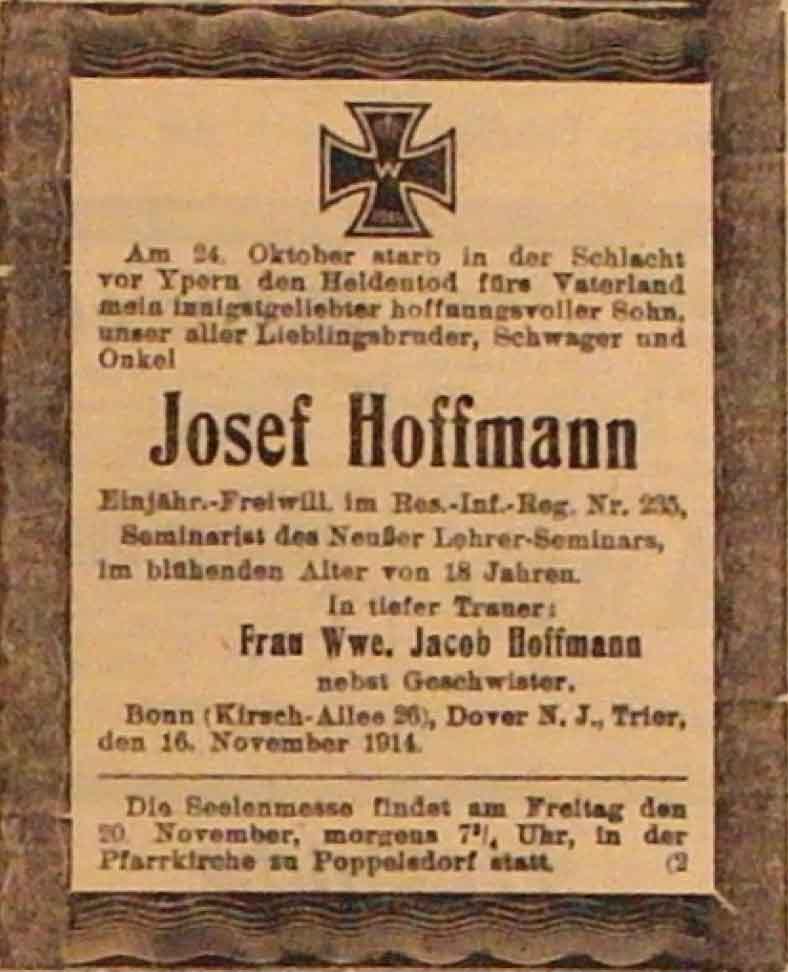 W
Am 24. Oktober starb in der Schlacht
vor Ypern den Heldentod fürs Vaterland
mein innigstgeliebter hoffnungsvoller Sohn,
unser aller Lieblingsbruder, Schwager und
Onkel
Josef Hoffmann
Einjähr.-Freiwill. im Res.-Inf.-Reg. Nr. 235,
Seminarist des Neußer Lehrer-Seminars,
im blühenden Alter von 18 Jahren.
In tiefer Trauer:
Frau Wwe. Jacob Hoffmann
nebst Geschwister.
Bonn (Kirsch-Allee 26), Dover N. J., Trier,
den 16. November 1914.
Die Seelenmesse findet am Freitag den
20. November, morgens 7¾ Uhr, in der
Pfarrkirche zu Poppelsdorf statt. (2